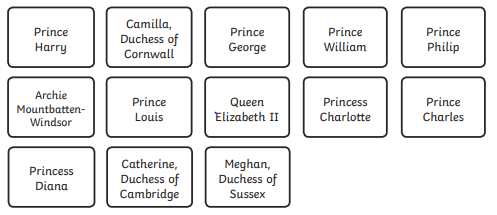 Prince
Harry
Camilla,
Duchess of
Cornwall
Prince
George
Prince
William
Prince
Philip
Archie
Mountbatten-
Windsor
Prince
Louis
Queen
Elizabeth II
Princess
Charlotte
Prince
Charles
Princess
Diana
Catherine,
Duchess of
Cambridge
Meghan,
Duchess of
Sussex